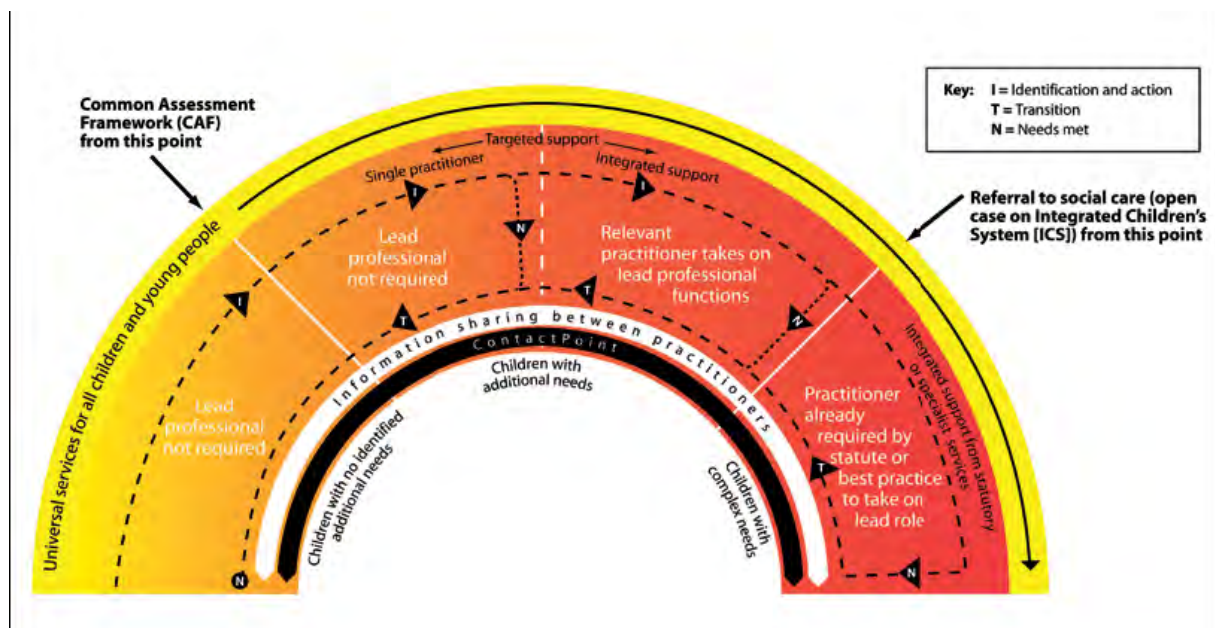 Common Assessment
Framework (CAF)
from this point
Key: I = Identification and action
T = Transition
N = Needs met
Referral to social care (open
case on Integrated Children's
System [ICS]) from this point
Universal services for all children and young people
Targeted support
Single practitioner
Integrated support
I
I
I
N
Lead
professional
not required
Relevant
practitioner takes on
lead professional
functions
T
T
N
Lead
professional
not required
Information sharing between practitioners
ContactPoint
Children with
additional needs
Integrated support from statutory
or specialist services
Practitioner
already
required by
statute or
best practice
to take on
lead role
T
Children with no identified
additional needs
Children with
complex needs
N
N